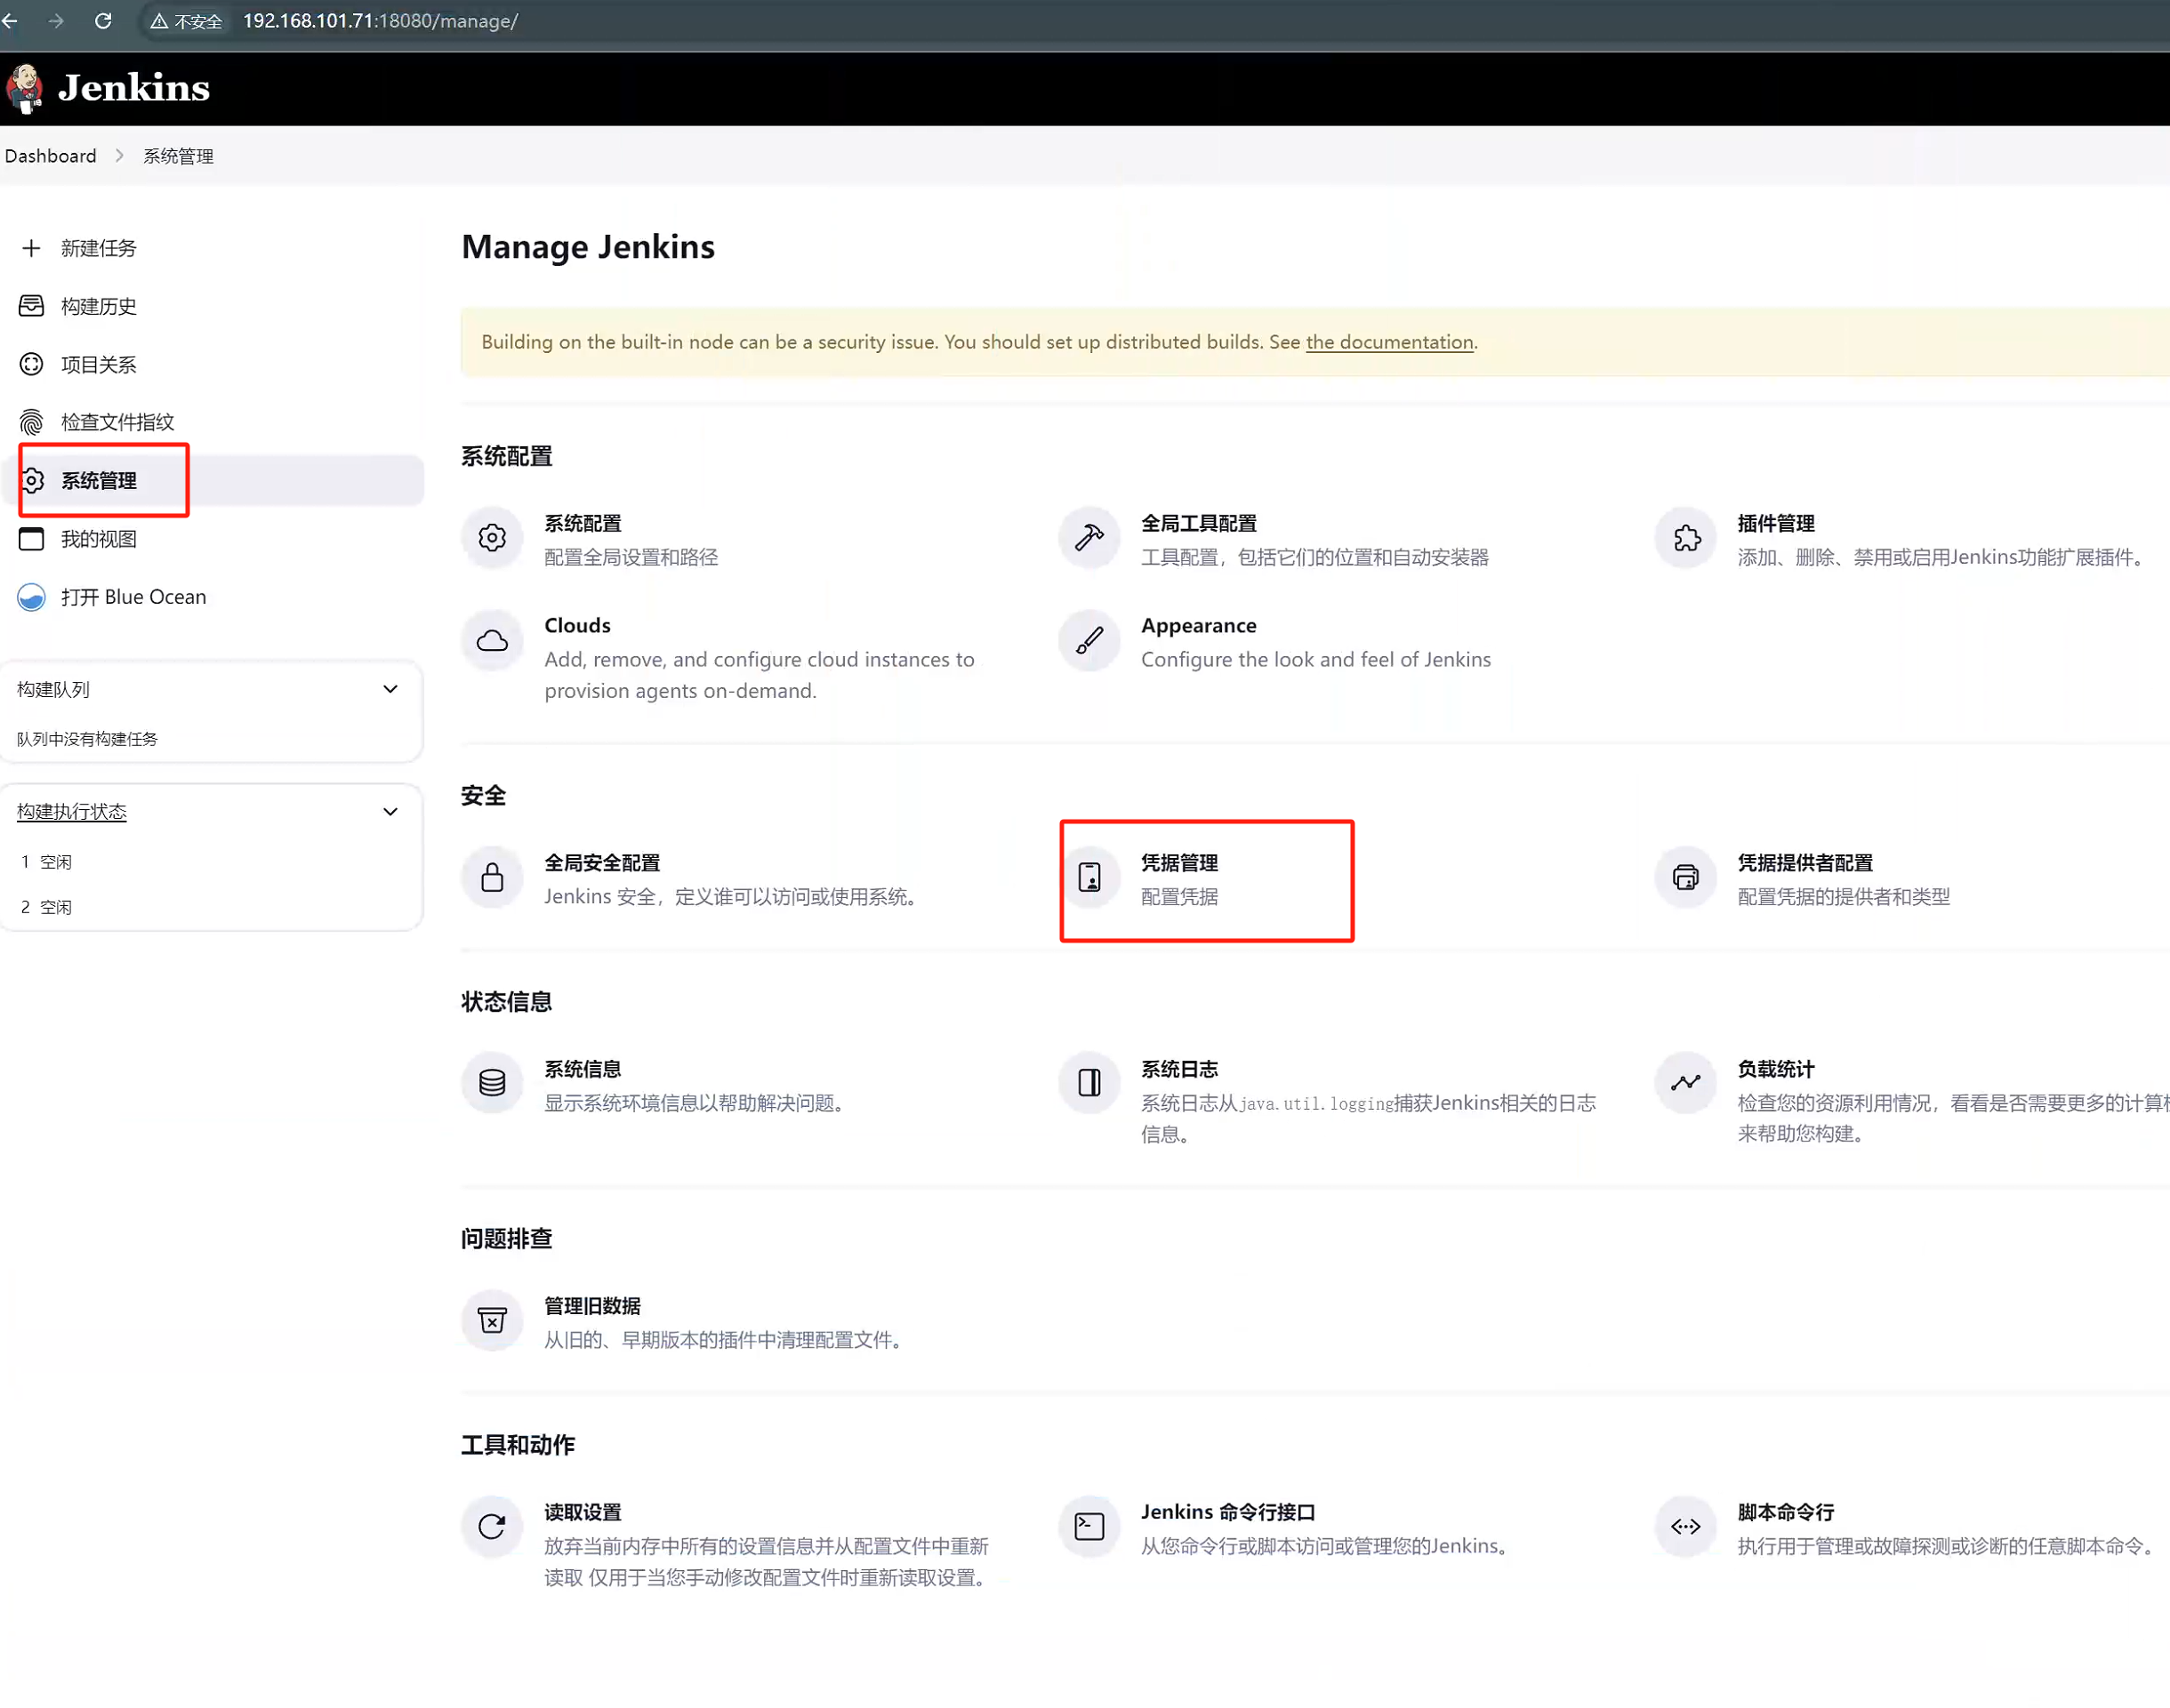 不安全 192.168.101.71:18080/manage/
Jenkins
Dashboard 系统管理
新建任务
构建历史
项目关系
检查文件指纹
系统管理
我的视图
打开 Blue Ocean
构建队列
队列中没有构建任务
构建执行状态
1 空闲
2 空闲
Manage Jenkins
Building on the built-in node can be a security issue. You should set up distributed builds. See the documentation.
系统配置
系统配置
配置全局设置和路径
全局工具配置
工具配置，包括它们的位置和自动安装器
插件管理
添加、删除、禁用或启用Jenkins功能扩展插件。
Clouds
Add, remove, and configure cloud instances to
provision agents on-demand.
Appearance
Configure the look and feel of Jenkins
安全
全局安全配置
Jenkins 安全，定义谁可以访问或使用系统。
凭据管理
配置凭据
凭据提供者配置
配置凭据的提供者和类型
状态信息
系统信息
显示系统环境信息以帮助解决问题。
系统日志
系统日志从java.util.logging捕获Jenkins相关的日志
信息。
负载统计
检查您的资源利用情况，看看是否需要更多的计算
来帮助您构建。
问题排查
管理旧数据
从旧的、早期版本的插件中清理配置文件。
工具和动作
读取设置
放弃当前内存中所有的设置信息并从配置文件中重新
读取 仅用于当您手动修改配置文件时重新读取设置。
Jenkins 命令行接口
从您命令行或脚本访问或管理您的Jenkins。
脚本命令行
执行用于管理或故障探测或诊断的任意脚本命令。